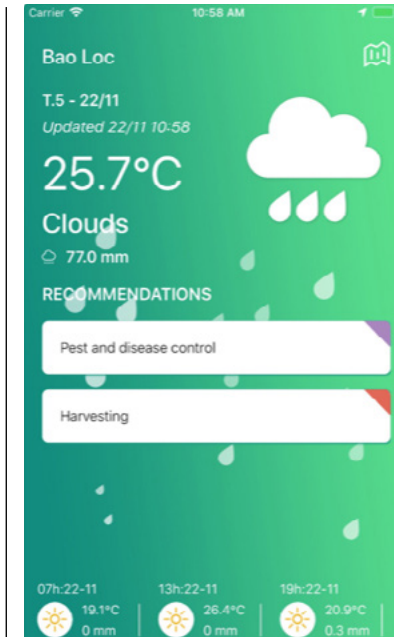 Carrier 10:58 AM
Bao Loc
T.5 - 22/11
Updated 22/11 10:58
25.7°C
Clouds
77.0 mm
RECOMMENDATIONS
Pest and disease control
Harvesting
07h:22-11 13h:22-11 19h:22-11
19.1°C 26.4°C 20.9°C
0 mm 0 mm 0.3 mm